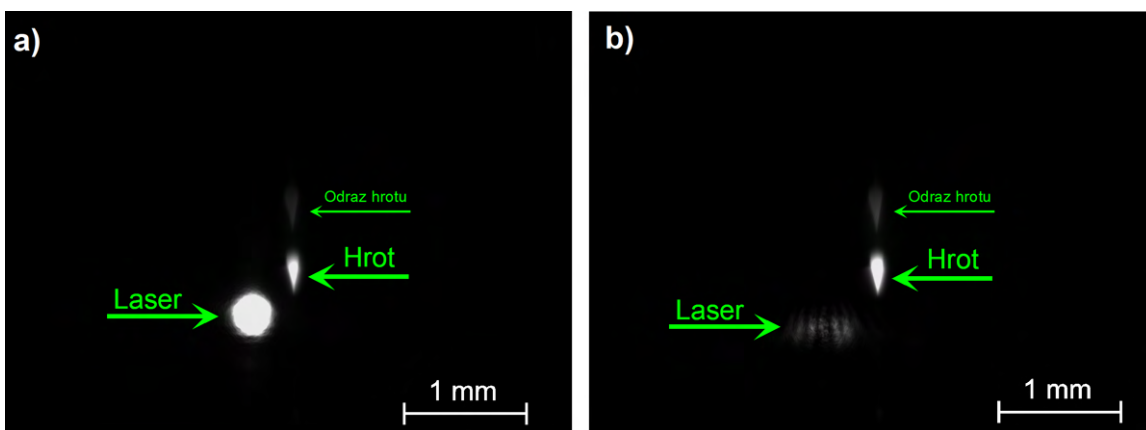 a)
Odraz hrotu
Hrot
Laser
1 mm
b)
Odraz hrotu
Hrot
Laser
1 mm